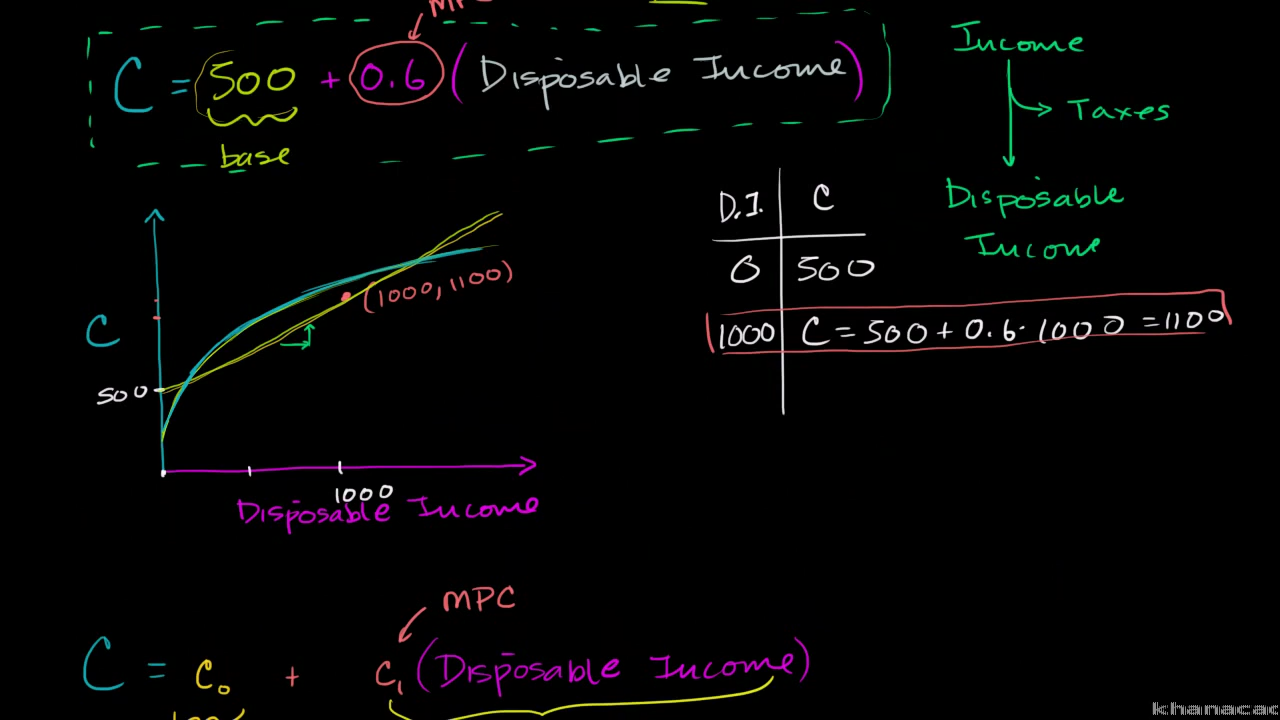 MPC
C = 500 + 0.6 (Disposable Income)
base
Income
Taxes
Disposable
Income
D.I. C
0 500
1000 C = 500 + 0.6 · 1000 = 1100
C
500
(1000, 1100)
1000
Disposable Income
MPC
C = c₀ + c₁ (Disposable Income)